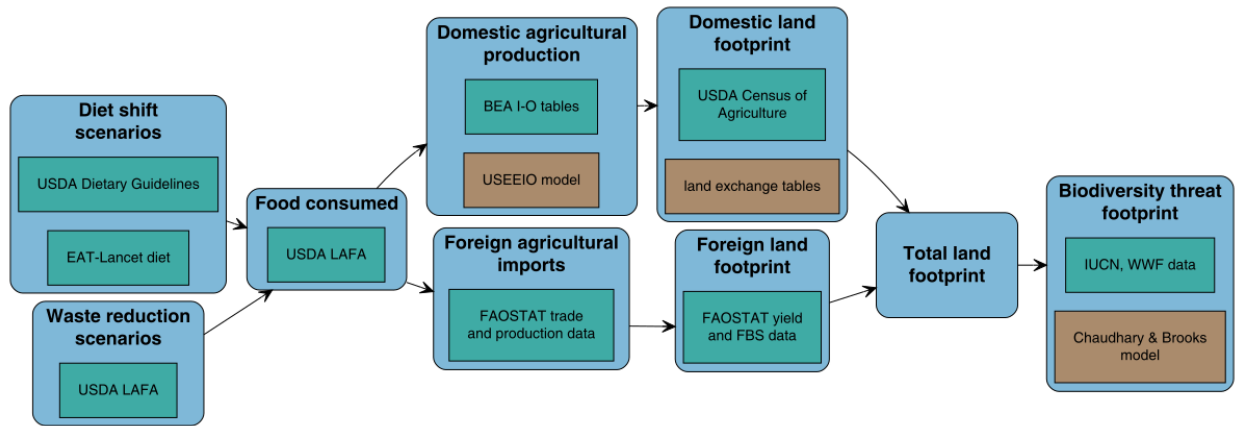 Diet shift
scenarios
USDA Dietary Guidelines
EAT-Lancet diet
Waste reduction
scenarios
USDA LAFA
Food consumed
USDA LAFA
Domestic agricultural
production
BEA I-O tables
USEEIO model
Foreign agricultural
imports
FAOSTAT trade
and production data
Domestic land
footprint
USDA Census of
Agriculture
land exchange tables
Foreign land
footprint
FAOSTAT yield
and FBS data
Total land
footprint
Biodiversity threat
footprint
IUCN, WWF data
Chaudhary & Brooks
model